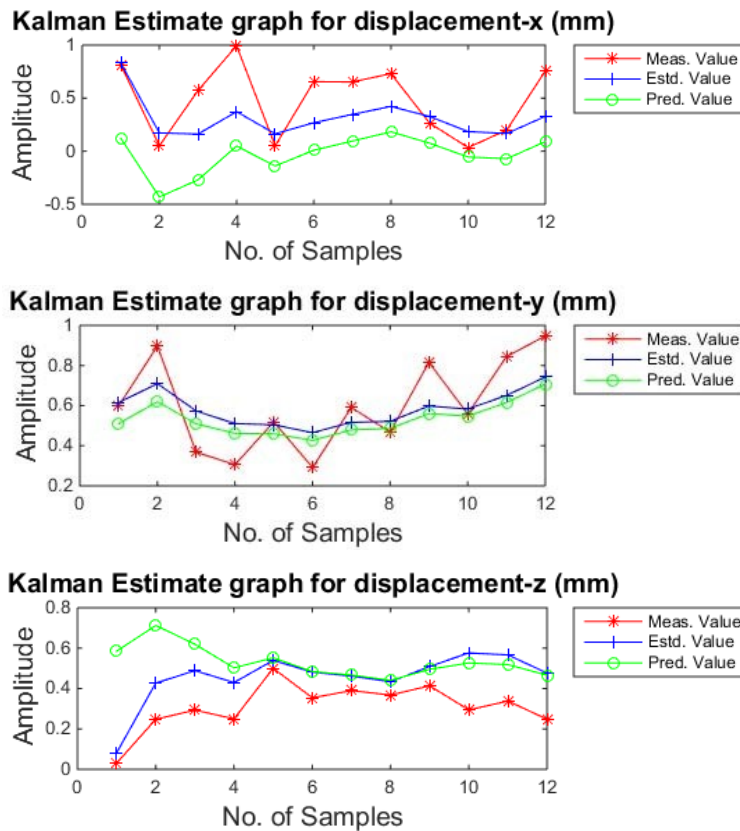 Kalman Estimate graph for displacement-x (mm)
1
0.5
0
-0.5
Amplitude
0 2 4 6 8 10 12
No. of Samples
Meas. Value
Estd. Value
Pred. Value
Kalman Estimate graph for displacement-y (mm)
1
0.8
0.6
0.4
0.2
Amplitude
0 2 4 6 8 10 12
No. of Samples
Meas. Value
Estd. Value
Pred. Value
Kalman Estimate graph for displacement-z (mm)
0.8
0.6
0.4
0.2
0
Amplitude
0 2 4 6 8 10 12
No. of Samples
Meas. Value
Estd. Value
Pred. Value